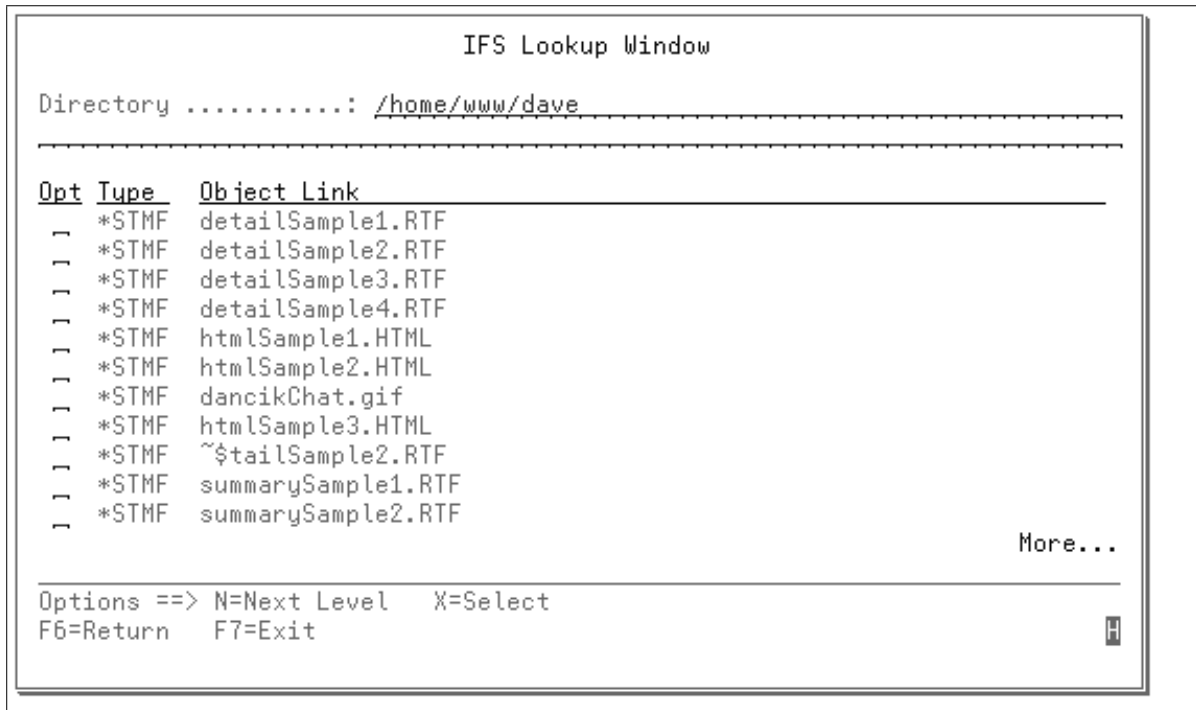 IFS Lookup Window
Directory ...........: /home/www/dave
Opt Type Object Link
*STMF detailSample1.RTF
*STMF detailSample2.RTF
*STMF detailSample3.RTF
*STMF detailSample4.RTF
*STMF htmlSample1.HTML
*STMF htmlSample2.HTML
*STMF dancikChat.gif
*STMF htmlSample3.HTML
*STMF ~$tailSample2.RTF
*STMF summarySample1.RTF
*STMF summarySample2.RTF
More...
Options ==> N=Next Level X=Select
F6=Return F7=Exit H